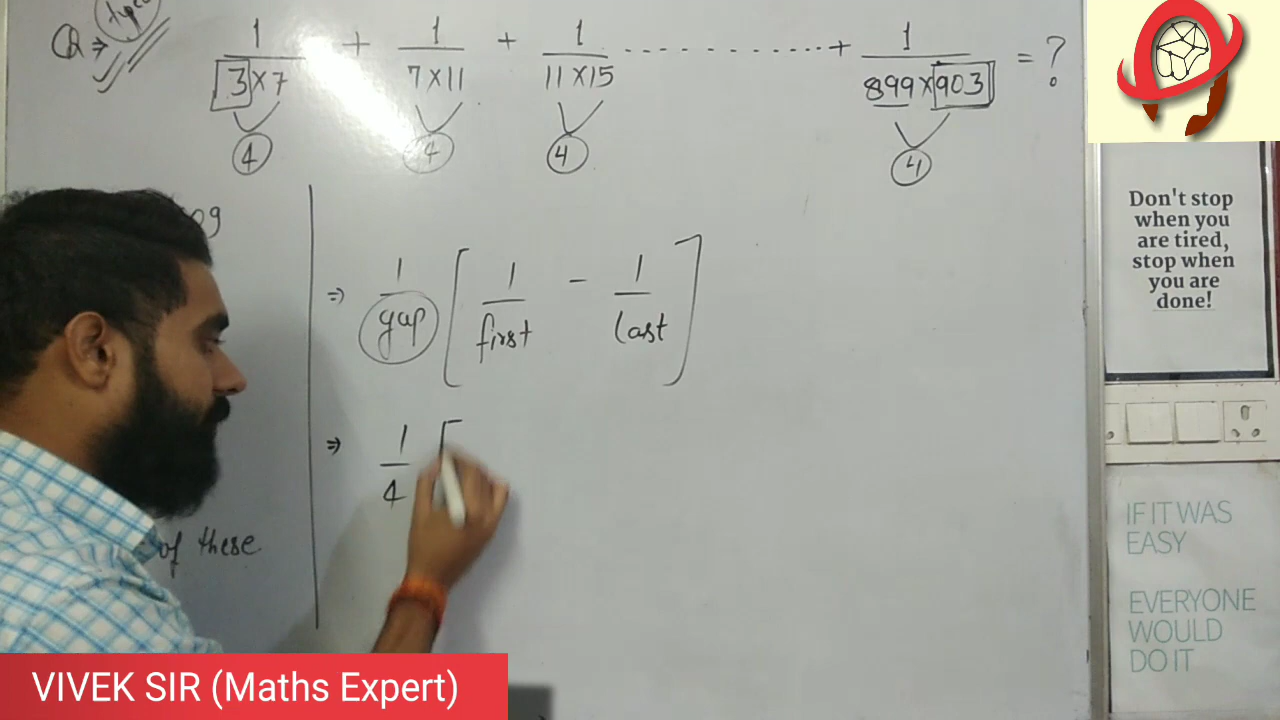 type
Q ⇒ 1/(3×7) + 1/(7×11) + 1/(11×15) ............... + 1/(899×903) = ?
4 4 4 4
⇒ 1/gap [ 1/first - 1/last ]
⇒ 1/4 [
of these
Don't stop
when you
are tired,
stop when
you are
done!
IF IT WAS
EASY
EVERYONE
WOULD
DO IT
VIVEK SIR (Maths Expert)